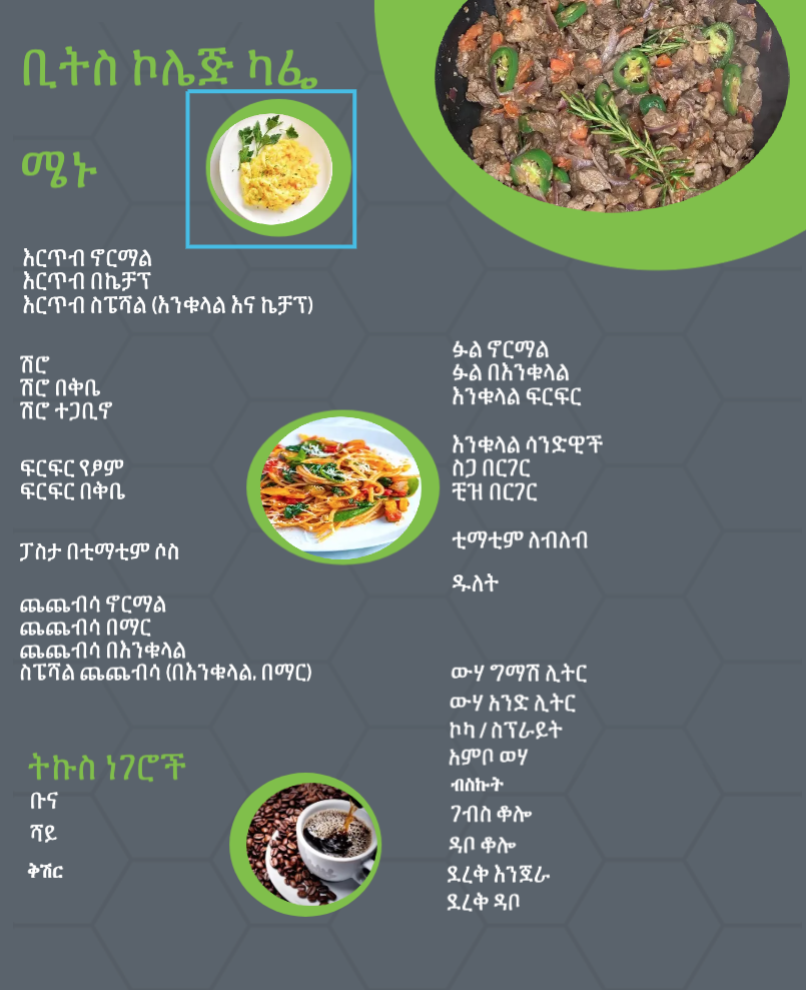 ቢትስ ኮሌጅ ካፌ
ሜኑ
እርጥብ ኖርማል
እርጥብ በኬቻፕ
እርጥብ ስፔሻል (እንቁላል እና ኬቻፕ)
ሽሮ
ሽሮ በቅቤ
ሽሮ ተጋቢኖ
ፍርፍር የፆም
ፍርፍር በቅቤ
ፓስታ በቲማቲም ሶስ
ጨጨብሳ ኖርማል
ጨጨብሳ በማር
ጨጨብሳ በእንቁላል
ስፔሻል ጨጨብሳ (በእንቁላል, በማር)
ትኩስ ነገሮች
ቡና
ሻይ
ቅሽር
ፉል ኖርማል
ፉል በእንቁላል
እንቁላል ፍርፍር
እንቁላል ሳንድዊች
ስጋ በርገር
ቺዝ በርገር
ቲማቲም ለብለብ
ዱለት
ውሃ ግማሽ ሊትር
ውሃ አንድ ሊትር
ኮካ / ስፕራይት
አምቦ ወሃ
ብስኩት
ገብስ ቆሎ
ዳቦ ቆሎ
ደረቅ እንጀራ
ደረቅ ዳቦ